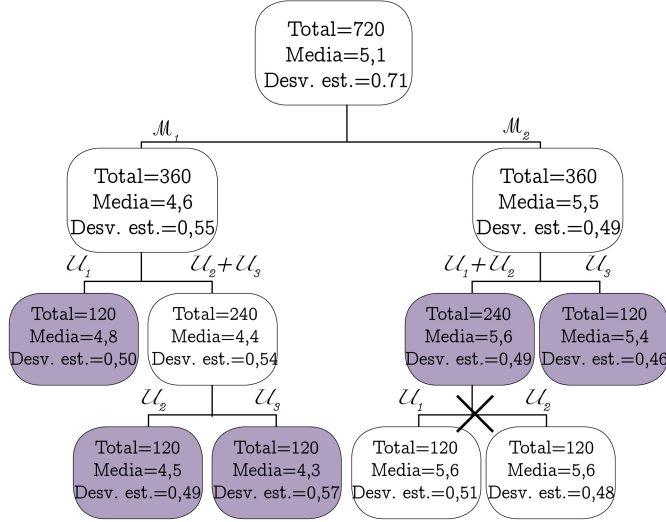 Total=720
Media=5,1
Desv. est.=0.71
ℳ₁
ℳ₂
Total=360
Media=4,6
Desv. est.=0,55
Total=360
Media=5,5
Desv. est.=0,49
𝒰₁
𝒰₂+𝒰₃
𝒰₁+𝒰₂
𝒰₃
Total=120
Media=4,8
Desv. est.=0,50
Total=240
Media=4,4
Desv. est.=0,54
Total=240
Media=5,6
Desv. est.=0,49
Total=120
Media=5,4
Desv. est.=0,46
𝒰₂
𝒰₃
𝒰₁
𝒰₂
Total=120
Media=4,5
Desv. est.=0,49
Total=120
Media=4,3
Desv. est.=0,57
Total=120
Media=5,6
Desv. est.=0,51
Total=120
Media=5,6
Desv. est.=0,48